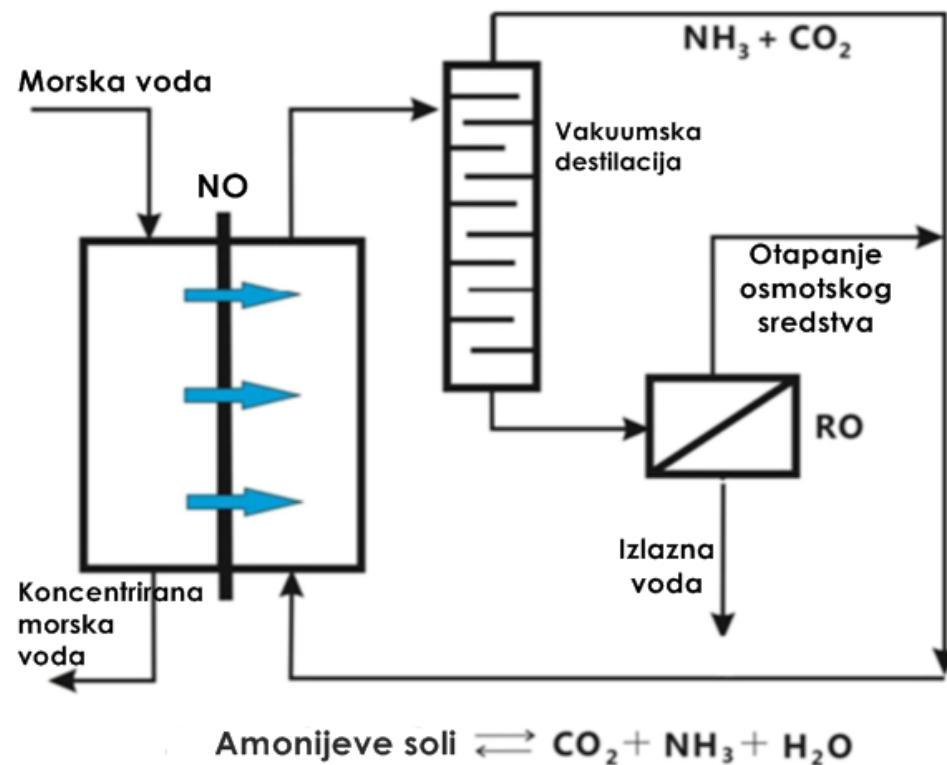 NH₃ + CO₂
Morska voda
Vakuumska
destilacija
NO
Otapanje
osmotskog
sredstva
RO
Izlazna
voda
Koncentrirana
morska
voda
Amonijeve soli ⇌ CO₂ + NH₃ + H₂O